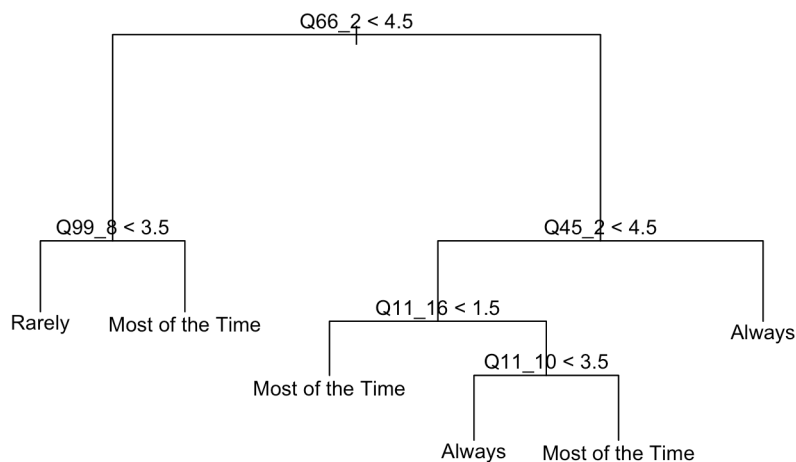 Q66_2 < 4.5
Q99_8 < 3.5
Q45_2 < 4.5
Rarely
Most of the Time
Q11_16 < 1.5
Always
Most of the Time
Q11_10 < 3.5
Always
Most of the Time